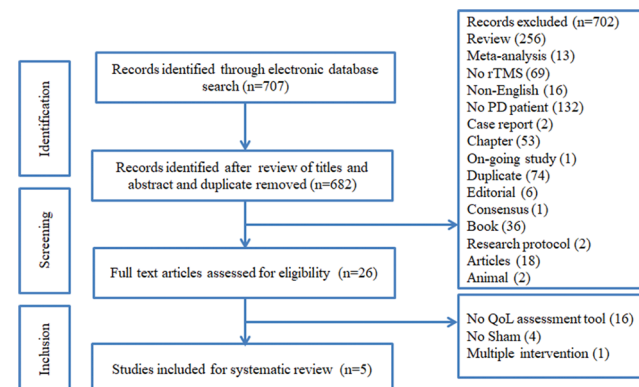 Identification
Screening
Inclusion
Records identified through electronic database
search (n=707)
Records identified after review of titles and
abstract and duplicate removed (n=682)
Full text articles assessed for eligibility (n=26)
Studies included for systematic review (n=5)
Records excluded (n=702)
Review (256)
Meta-analysis (13)
No rTMS (69)
Non-English (16)
No PD patient (132)
Case report (2)
Chapter (53)
On-going study (1)
Duplicate (74)
Editorial (6)
Consensus (1)
Book (36)
Research protocol (2)
Articles (18)
Animal (2)
No QoL assessment tool (16)
No Sham (4)
Multiple intervention (1)